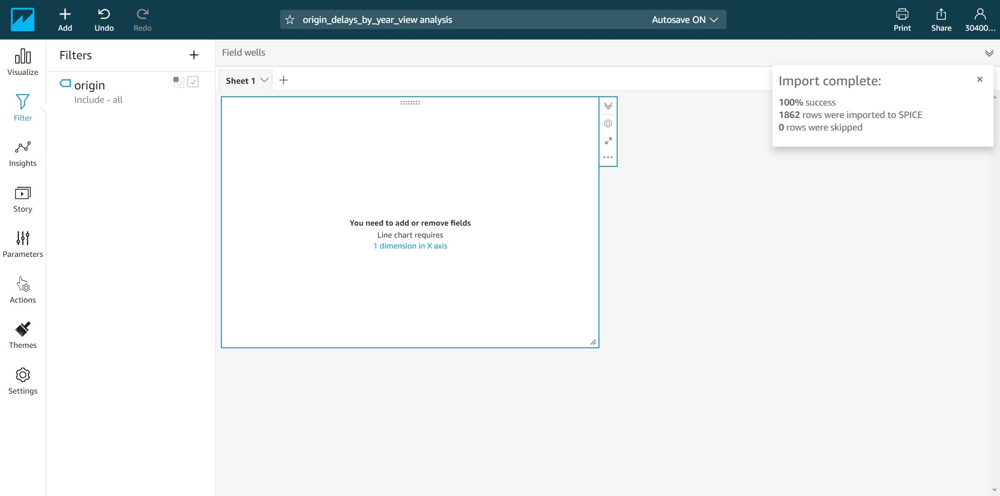 Add
Undo
Redo
origin_delays_by_year_view analysis
Autosave ON
Print
Share
30400...
Visualize
Filter
Insights
Story
Parameters
Actions
Themes
Settings
Filters
origin
Include - all
Field wells
Sheet 1
You need to add or remove fields
Line chart requires
1 dimension in X axis
Import complete:
100% success
1862 rows were imported to SPICE
0 rows were skipped